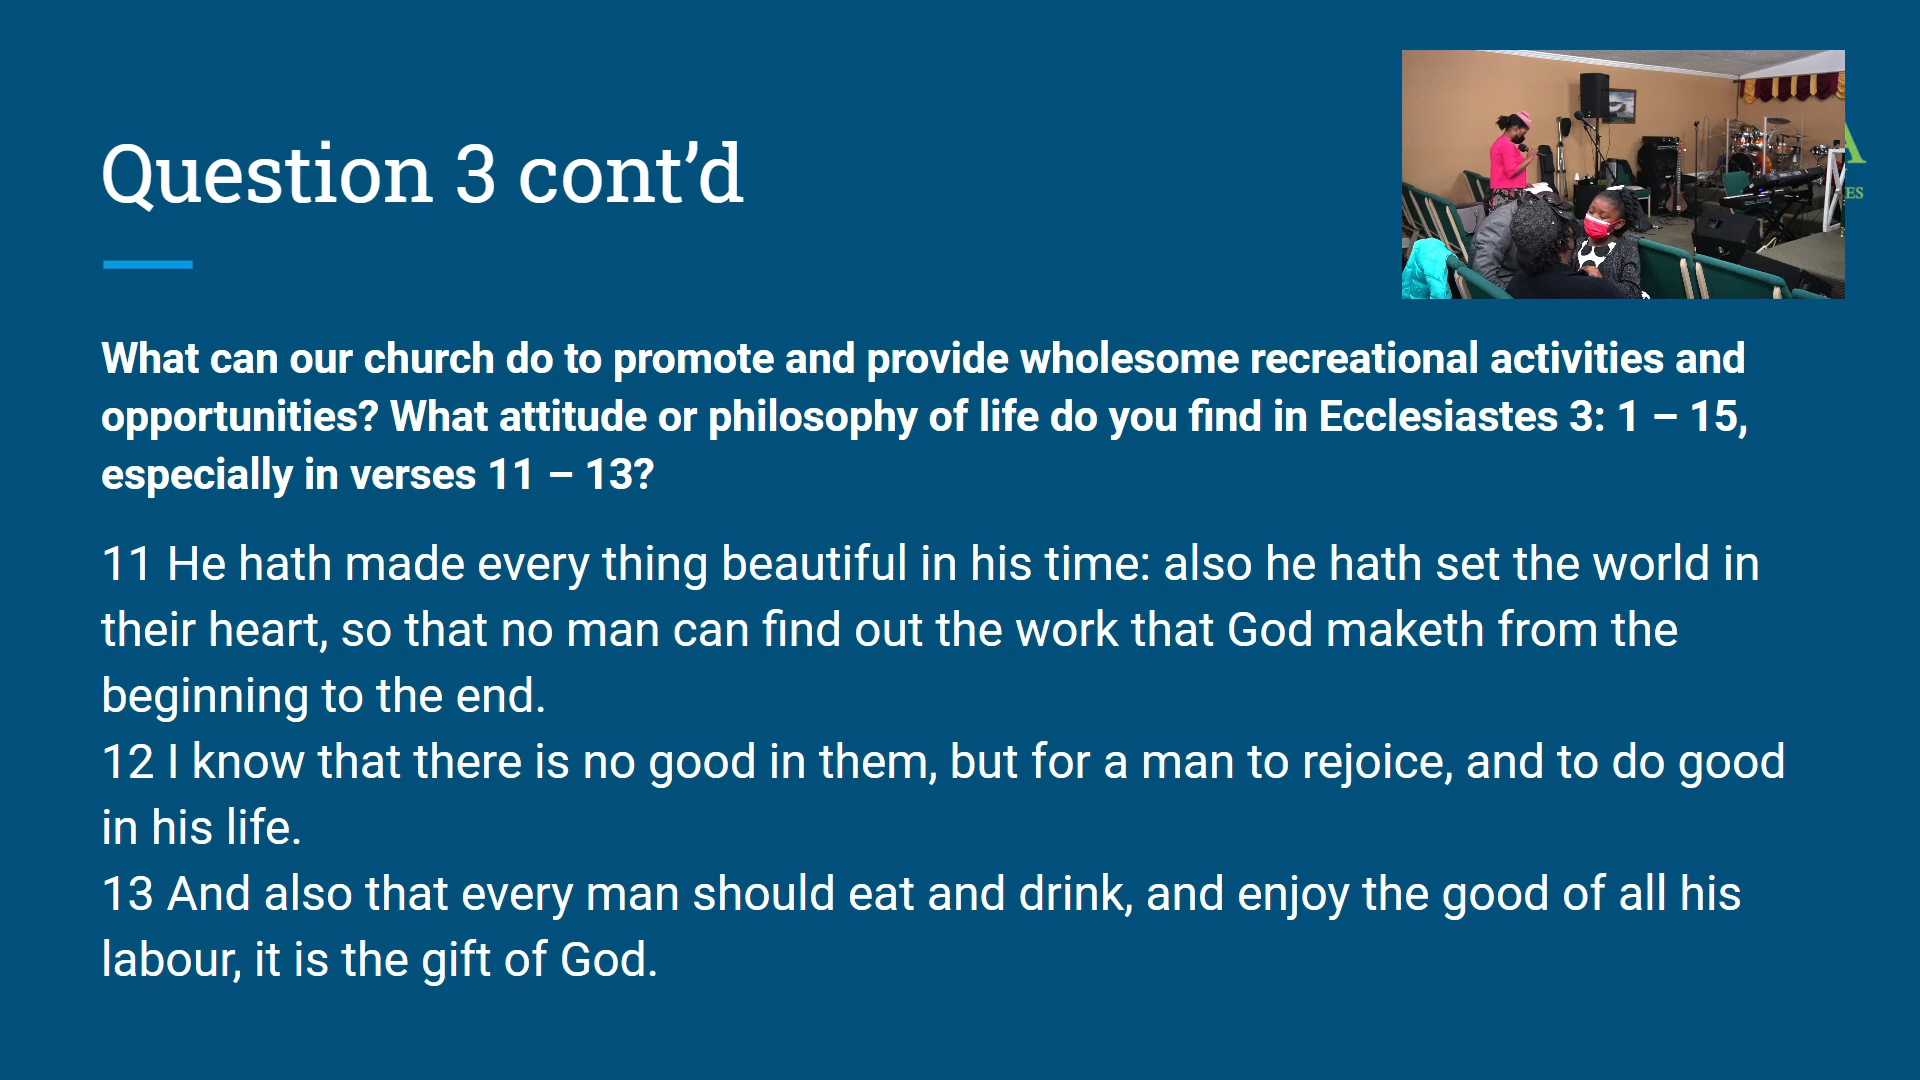 Question 3 cont’d
A
ES
What can our church do to promote and provide wholesome recreational activities and
opportunities? What attitude or philosophy of life do you find in Ecclesiastes 3: 1 – 15,
especially in verses 11 – 13?
11 He hath made every thing beautiful in his time: also he hath set the world in
their heart, so that no man can find out the work that God maketh from the
beginning to the end.
12 I know that there is no good in them, but for a man to rejoice, and to do good
in his life.
13 And also that every man should eat and drink, and enjoy the good of all his
labour, it is the gift of God.